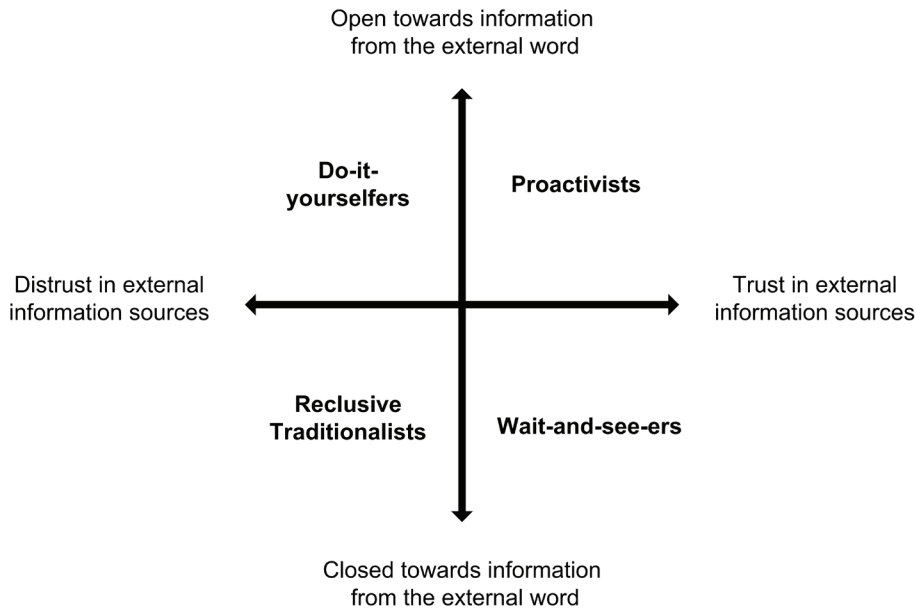 Open towards information
from the external word
Do-it-
yourselfers
Proactivists
Distrust in external
information sources
Trust in external
information sources
Reclusive
Traditionalists
Wait-and-see-ers
Closed towards information
from the external word